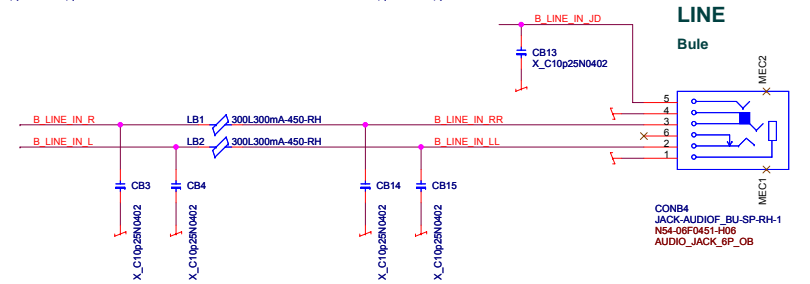 LINE
Bule
B_LINE_IN_JD
CB13
X_C10p25N0402
MEC2
5
4
3
6
2
1
B_LINE_IN_R
LB1
300L300mA-450-RH
B_LINE_IN_RR
B_LINE_IN_L
LB2
300L300mA-450-RH
B_LINE_IN_LL
CB3
CB4
CB14
CB15
X_C10p25N0402
X_C10p25N0402
X_C10p25N0402
X_C10p25N0402
MEC1
CONB4
JACK-AUDIOF_BU-SP-RH-1
N54-06F0451-H06
AUDIO_JACK_6P_OB